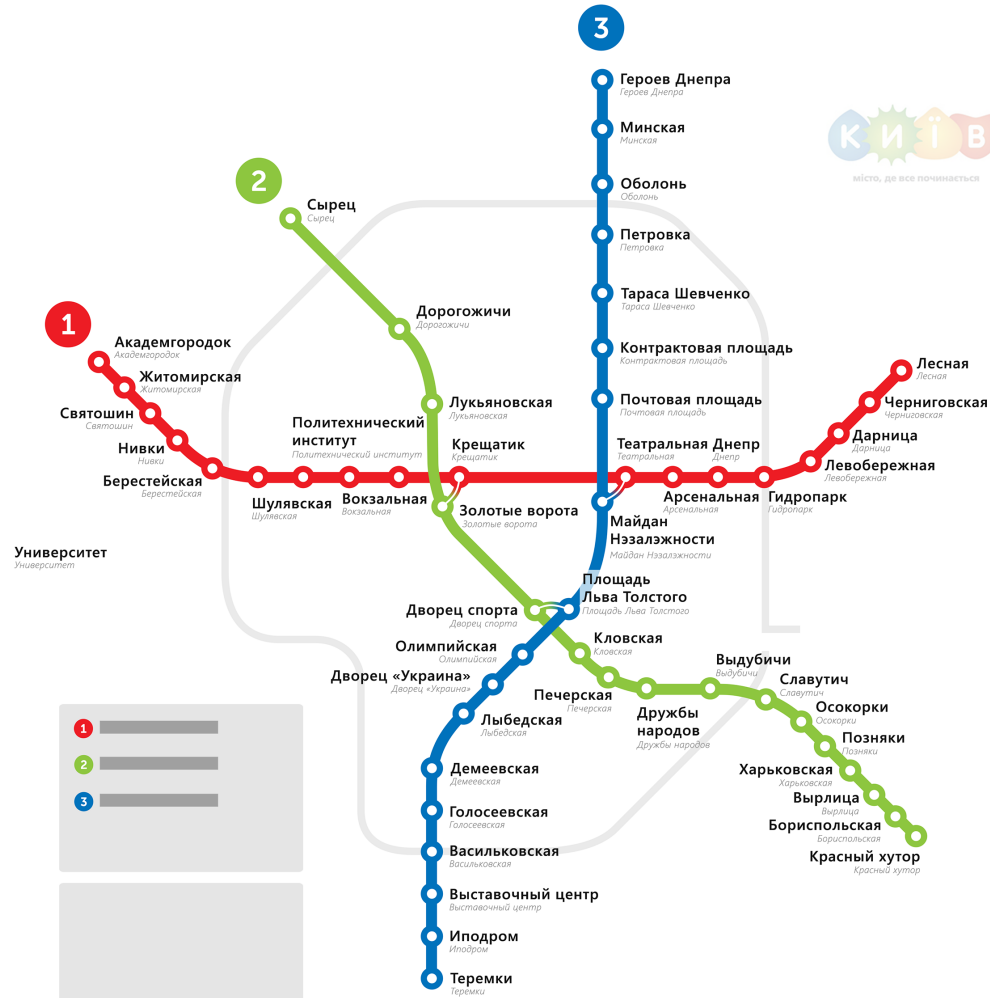 3
Героев Днепра
Героев Днепра
Минская
Минская
КИЇВ
місто, де все починається
2
Оболонь
Оболонь
Сырец
Сырец
Петровка
Петровка
Тараса Шевченко
Тараса Шевченко
1
Дорогожичи
Дорогожичи
Академгородок
Академгородок
Контрактовая площадь
Контрактовая площадь
Лесная
Лесная
Житомирская
Житомирская
Святошин
Святошин
Лукьяновская
Лукьяновская
Почтовая площадь
Почтовая площадь
Черниговская
Черниговская
Нивки
Нивки
Политехнический
институт
Политехнический институт
Крещатик
Крещатик
Театральная
Театральная
Днепр
Днепр
Дарница
Дарница
Левобережная
Левобережная
Берестейская
Берестейская
Шулявская
Шулявская
Вокзальная
Вокзальная
Золотые ворота
Золотые ворота
Арсенальная
Арсенальная
Гидропарк
Гидропарк
Майдан
Нэзалэжности
Майдан Нэзалэжности
Университет
Университет
Площадь
Льва Толстого
Площадь Льва Толстого
Дворец спорта
Дворец спорта
Кловская
Кловская
Олимпийская
Олимпийская
Дворец «Украина»
Дворец «Украина»
Выдубичи
Выдубичи
Печерская
Печерская
Славутич
Славутич
Дружбы
народов
Дружбы народов
Осокорки
Осокорки
Лыбедская
Лыбедская
Позняки
Позняки
1
2
3
Демеевская
Демеевская
Харьковская
Харьковская
Вырлица
Вырлица
Голосеевская
Голосеевская
Бориспольская
Бориспольская
Васильковская
Васильковская
Красный хутор
Красный хутор
Выставочный центр
Выставочный центр
Иподром
Иподром
Теремки
Теремки